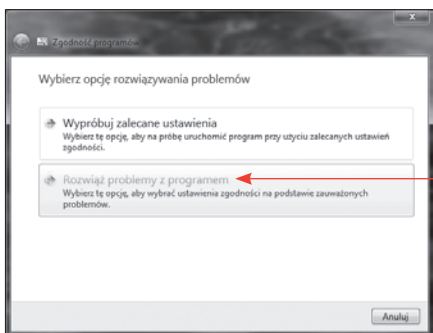 Zgodność programów
Wybierz opcję rozwiązywania problemów
Wypróbuj zalecane ustawienia
Wybierz tę opcję, aby na próbę uruchomić program przy użyciu zalecanych ustawień
zgodności.
Rozwiąż problemy z programem
Wybierz tę opcję, aby wybrać ustawienia zgodności na podstawie zauważonych
problemów.
Anuluj